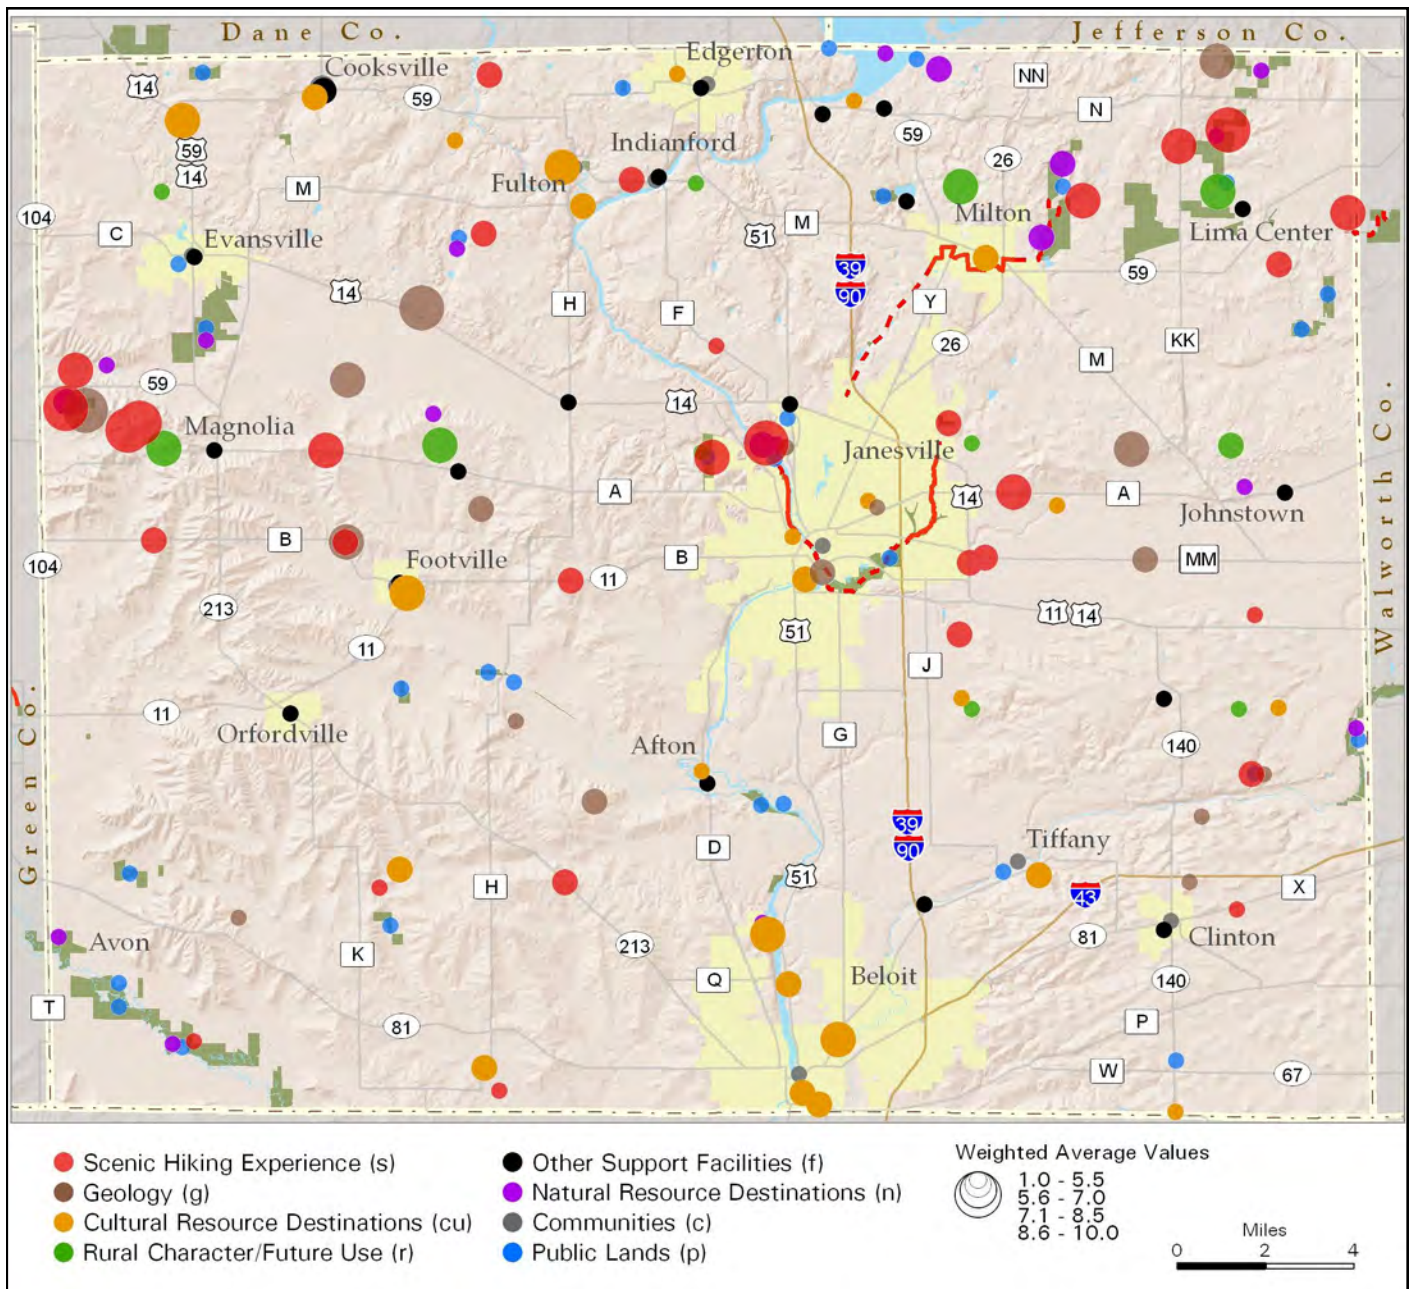 Dane Co.
Jefferson Co.
Edgerton
Cooksville
14
59
NN
N
59
14
59
26
Indianford
Fulton
M
104
C
Evansville
51
M
Milton
Lima Center
39
90
59
14
H
F
Y
26
KK
M
59
14
Magnolia
Janesville
Walworth Co.
A
14
A
Johnstown
B
Footville
11
B
MM
104
213
11
14
51
11
J
Green Co.
11
Orfordville
Afton
G
140
39
90
D
Tiffany
51
H
43
X
Avon
K
213
81
Clinton
Q
Beloit
140
T
81
P
W
67
Scenic Hiking Experience (s)
Geology (g)
Cultural Resource Destinations (cu)
Rural Character/Future Use (r)
Other Support Facilities (f)
Natural Resource Destinations (n)
Communities (c)
Public Lands (p)
Weighted Average Values
1.0 - 5.5
5.6 - 7.0
7.1 - 8.5
8.6 - 10.0
Miles
0 2 4